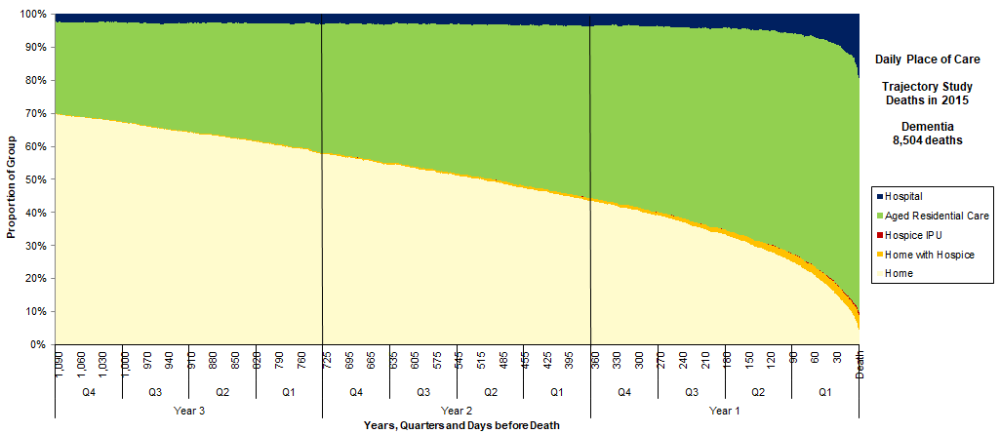 100%
90%
80%
70%
60%
50%
40%
30%
20%
10%
0%
Proportion of Group
1,090 1,060 1,030 1,000 970 940 910 880 850 820 790 760 725 695 665 635 605 575 545 515 485 455 425 395 360 330 300 270 240 210 180 150 120 90 60 30 Death
Q4 Q3 Q2 Q1 Q4 Q3 Q2 Q1 Q4 Q3 Q2 Q1
Year 3 Year 2 Year 1
Years, Quarters and Days before Death
Daily Place of Care
Trajectory Study
Deaths in 2015
Dementia
8,504 deaths
Hospital
Aged Residential Care
Hospice IPU
Home with Hospice
Home